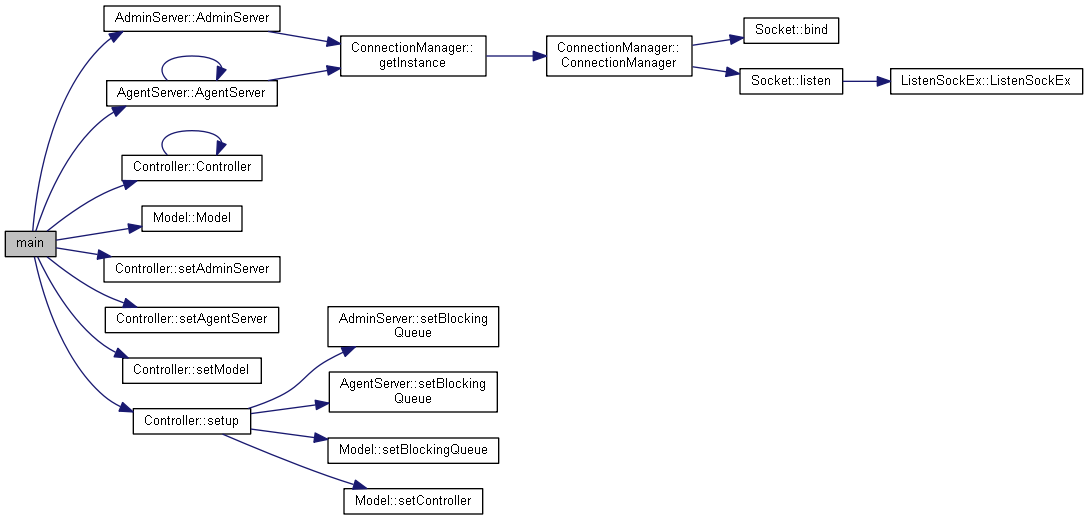 AdminServer::AdminServer
AgentServer::AgentServer
Controller::Controller
Model::Model
main
Controller::setAdminServer
Controller::setAgentServer
Controller::setModel
Controller::setup
ConnectionManager::
getInstance
ConnectionManager::
ConnectionManager
Socket::bind
Socket::listen
ListenSockEx::ListenSockEx
AdminServer::setBlocking
Queue
AgentServer::setBlocking
Queue
Model::setBlockingQueue
Model::setController